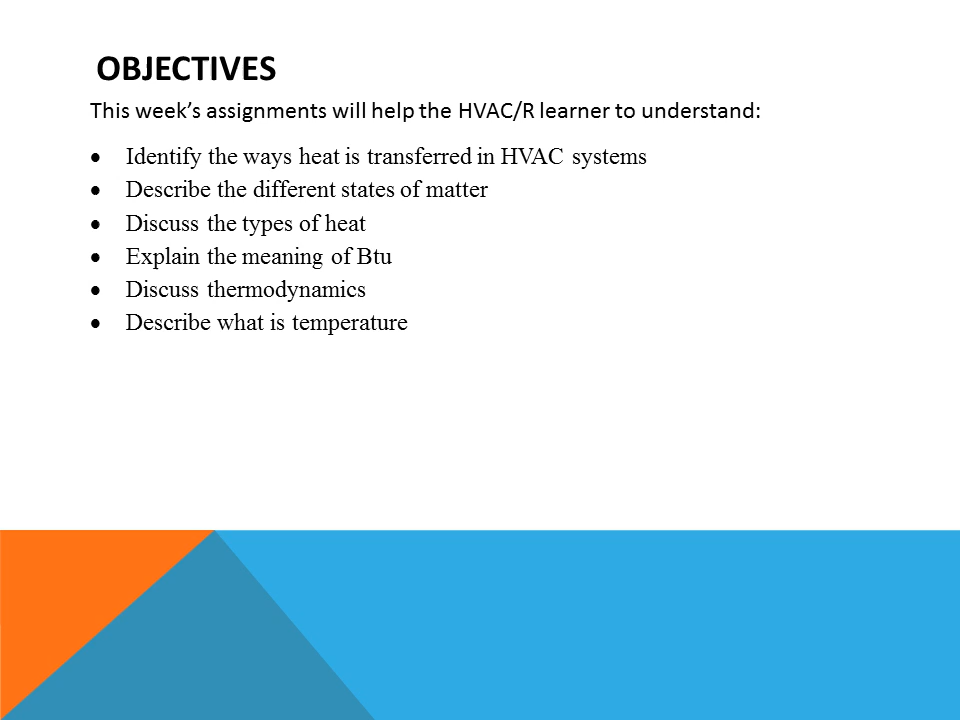 OBJECTIVES
This week’s assignments will help the HVAC/R learner to understand:
• Identify the ways heat is transferred in HVAC systems
• Describe the different states of matter
• Discuss the types of heat
• Explain the meaning of Btu
• Discuss thermodynamics
• Describe what is temperature